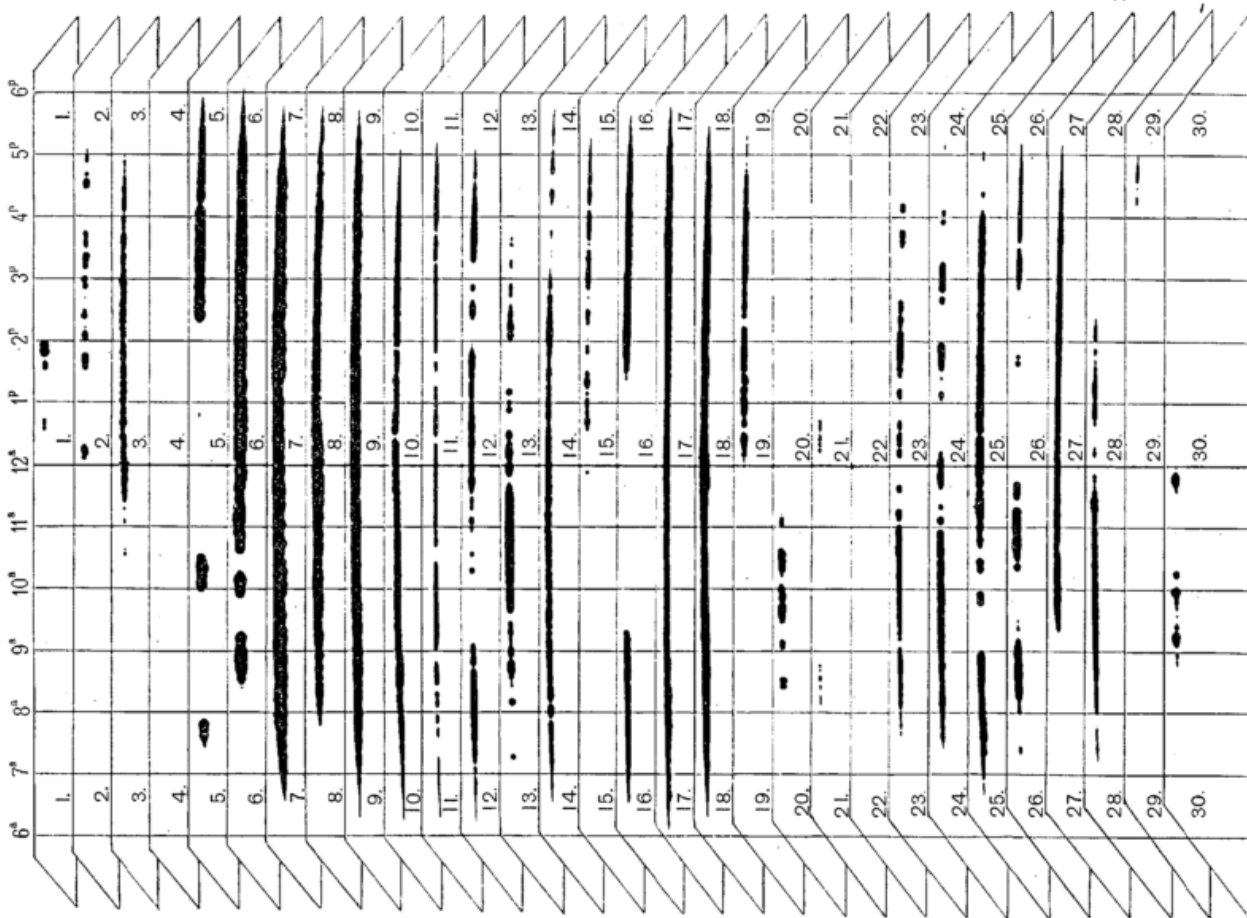 6ᵃ 7ᵃ 8ᵃ 9ᵃ 10ᵃ 11ᵃ 12ᵃ 1ᵖ 2ᵖ 3ᵖ 4ᵖ 5ᵖ 6ᵖ
1. 1. 1.
2. 2. 2.
3. 3. 3.
4. 4. 4.
5. 5. 5.
6. 6. 6.
7. 7. 7.
8. 8. 8.
9. 9. 9.
10. 10. 10.
11. 11. 11.
12. 12. 12.
13. 13. 13.
14. 14. 14.
15. 15. 15.
16. 16. 16.
17. 17. 17.
18. 18. 18.
19. 19. 19.
20. 20. 20.
21. 21. 21.
22. 22. 22.
23. 23. 23.
24. 24. 24.
25. 25. 25.
26. 26. 26.
27. 27. 27.
28. 28. 28.
29. 29. 29.
30. 30. 30.